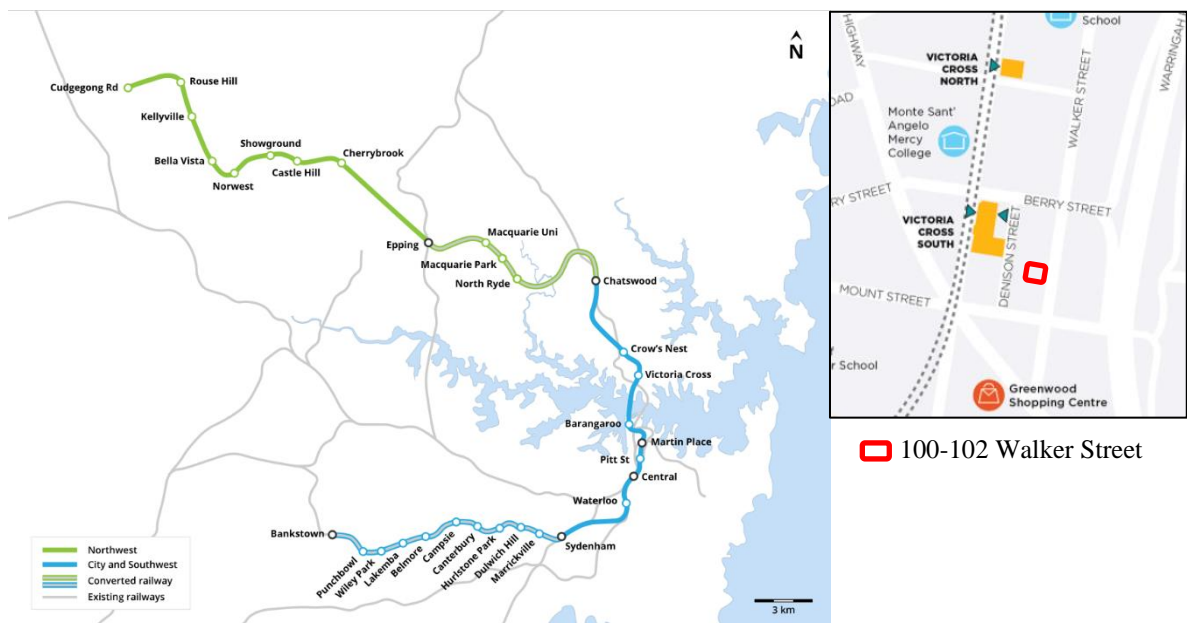 N
Cudgegong Rd
Rouse Hill
Kellyville
Bella Vista
Norwest
Showground
Castle Hill
Cherrybrook
Epping
Macquarie Uni
Macquarie Park
North Ryde
Chatswood
Crow's Nest
Victoria Cross
Barangaroo
Martin Place
Pitt St
Central
Waterloo
Sydenham
Marrickville
Dulwich Hill
Hurlstone Park
Canterbury
Campsie
Belmore
Lakemba
Wiley Park
Punchbowl
Bankstown
Northwest
City and Southwest
Converted railway
Existing railways
3 km
School
HIGHWAY
VICTORIA
CROSS
NORTH
WALKER STREET
WARRINGAH
OAD
Monte Sant'
Angelo
Mercy
College
RY STREET
BERRY STREET
VICTORIA
CROSS
SOUTH
DENISON STREET
MOUNT STREET
r School
Greenwood
Shopping Centre
100-102 Walker Street